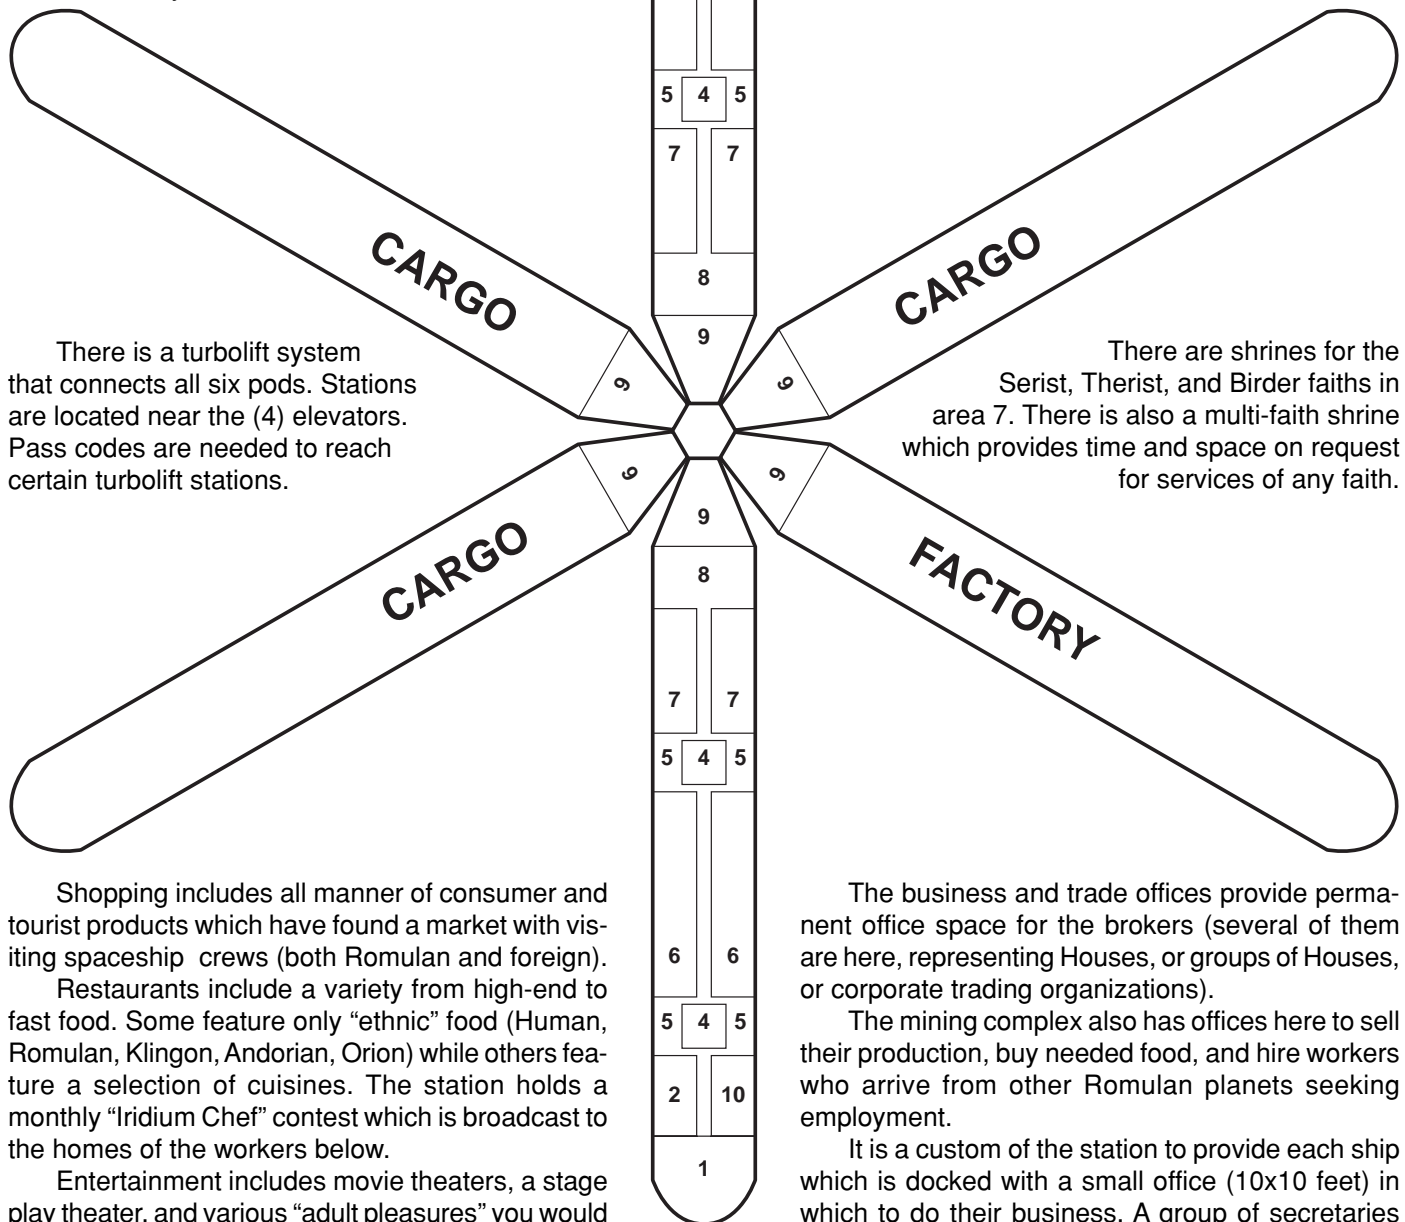 5 4 5
7 7
CARGO
CARGO
8
9
There is a turbolift system
that connects all six pods. Stations
are located near the (4) elevators.
Pass codes are needed to reach
certain turbolift stations.
9
9
There are shrines for the
Serist, Therist, and Birder faiths in
area 7. There is also a multi-faith shrine
which provides time and space on request
for services of any faith.
9
9
9
8
CARGO
FACTORY
7 7
5 4 5
6 6
5 4 5
2 10
1
Shopping includes all manner of consumer and
tourist products which have found a market with vis-
iting spaceship crews (both Romulan and foreign).
Restaurants include a variety from high-end to
fast food. Some feature only “ethnic” food (Human,
Romulan, Klingon, Andorian, Orion) while others fea-
ture a selection of cuisines. The station holds a
monthly “Iridium Chef” contest which is broadcast to
the homes of the workers below.
Entertainment includes movie theaters, a stage
play theater, and various “adult pleasures” you would
The business and trade offices provide perma-
nent office space for the brokers (several of them
are here, representing Houses, or groups of Houses,
or corporate trading organizations).
The mining complex also has offices here to sell
their production, buy needed food, and hire workers
who arrive from other Romulan planets seeking
employment.
It is a custom of the station to provide each ship
which is docked with a small office (10x10 feet) in
which to do their business. A group of secretaries